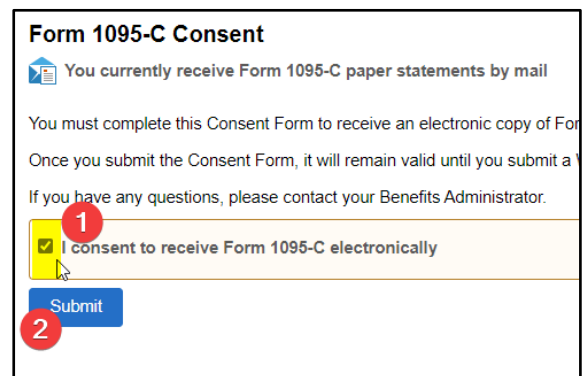 Form 1095-C Consent
You currently receive Form 1095-C paper statements by mail
You must complete this Consent Form to receive an electronic copy of For
Once you submit the Consent Form, it will remain valid until you submit a
If you have any questions, please contact your Benefits Administrator.
1
I consent to receive Form 1095-C electronically
Submit
2